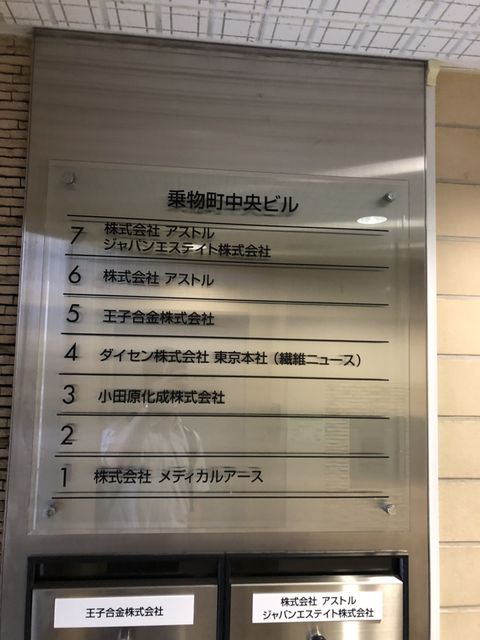 乗物町中央ビル
7 株式会社 アストル
ジャパンエステイト株式会社
6 株式会社 アストル
5 王子合金株式会社
4 ダイセン株式会社 東京本社 (繊維ニュース)
3 小田原化成株式会社
2
1 株式会社 メディカルアース
王子合金株式会社
株式会社 アストル
ジャパンエステイト株式会社